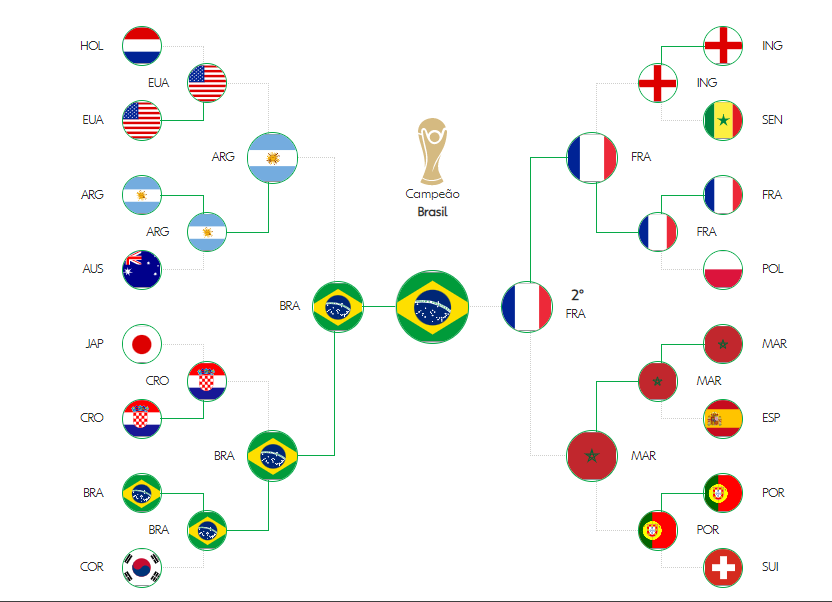 HOL
EUA
EUA
ARG
ARG
ARG
AUS
BRA
JAP
CRO
CRO
BRA
BRA
BRA
COR
Campeão
Brasil
2°
FRA
ING
ING
SEN
FRA
FRA
FRA
POL
MAR
MAR
ESP
MAR
POR
POR
SUI